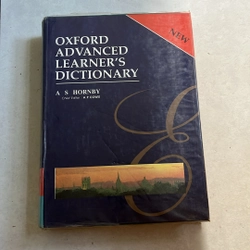 OXFORD
ADVANCED
LEARNER'S
DICTIONARY
NEW
A S HORNBY